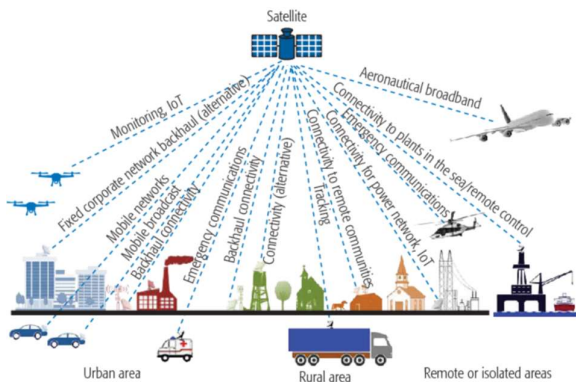 Satellite
Aeronautical broadband
Monitoring, IoT
Fixed corporate network backhaul (alternative)
Mobile networks
Mobile broadcast
Backhaul connectivity
Emergency communications
Backhaul connectivity
Connectivity (alternative)
Tracking
Connectivity to remote communities
Connectivity for power network, IoT
Emergency communications
Connectivity to plants in the sea/remote control
Urban area
Rural area
Remote or isolated areas